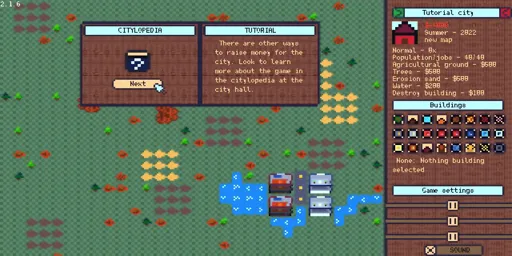 2.1.6
CITYLOPEDIA
Next
TUTORIAL
There are other ways
to raise money for the
city. Look to learn
more about the game in
the citylopedia at the
city hall.
Tutorial city
Summer - 2022
new map
Normal - 0x
Population/jobs - 40/40
Agricultural ground - $600
Trees - $600
Erosion sand - $600
Water - $200
Destroy building - $100
Buildings
None: Nothing building
selected
Game settings
SOUND